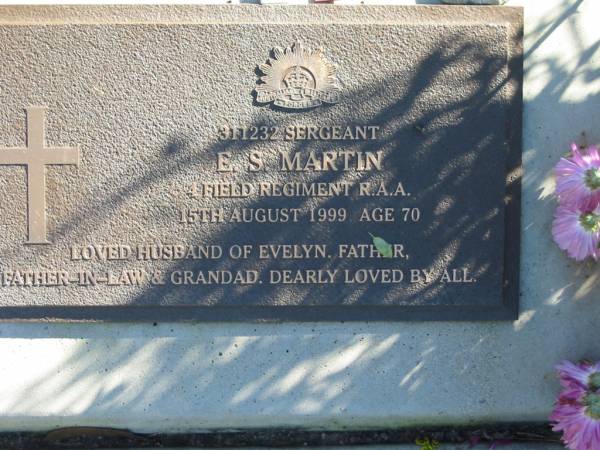 311232 SERGEANT
E. S. MARTIN
4 FIELD REGIMENT R.A.A.
15TH AUGUST 1999 AGE 70
LOVED HUSBAND OF EVELYN. FATHER,
FATHER-IN-LAW & GRANDAD. DEARLY LOVED BY ALL.